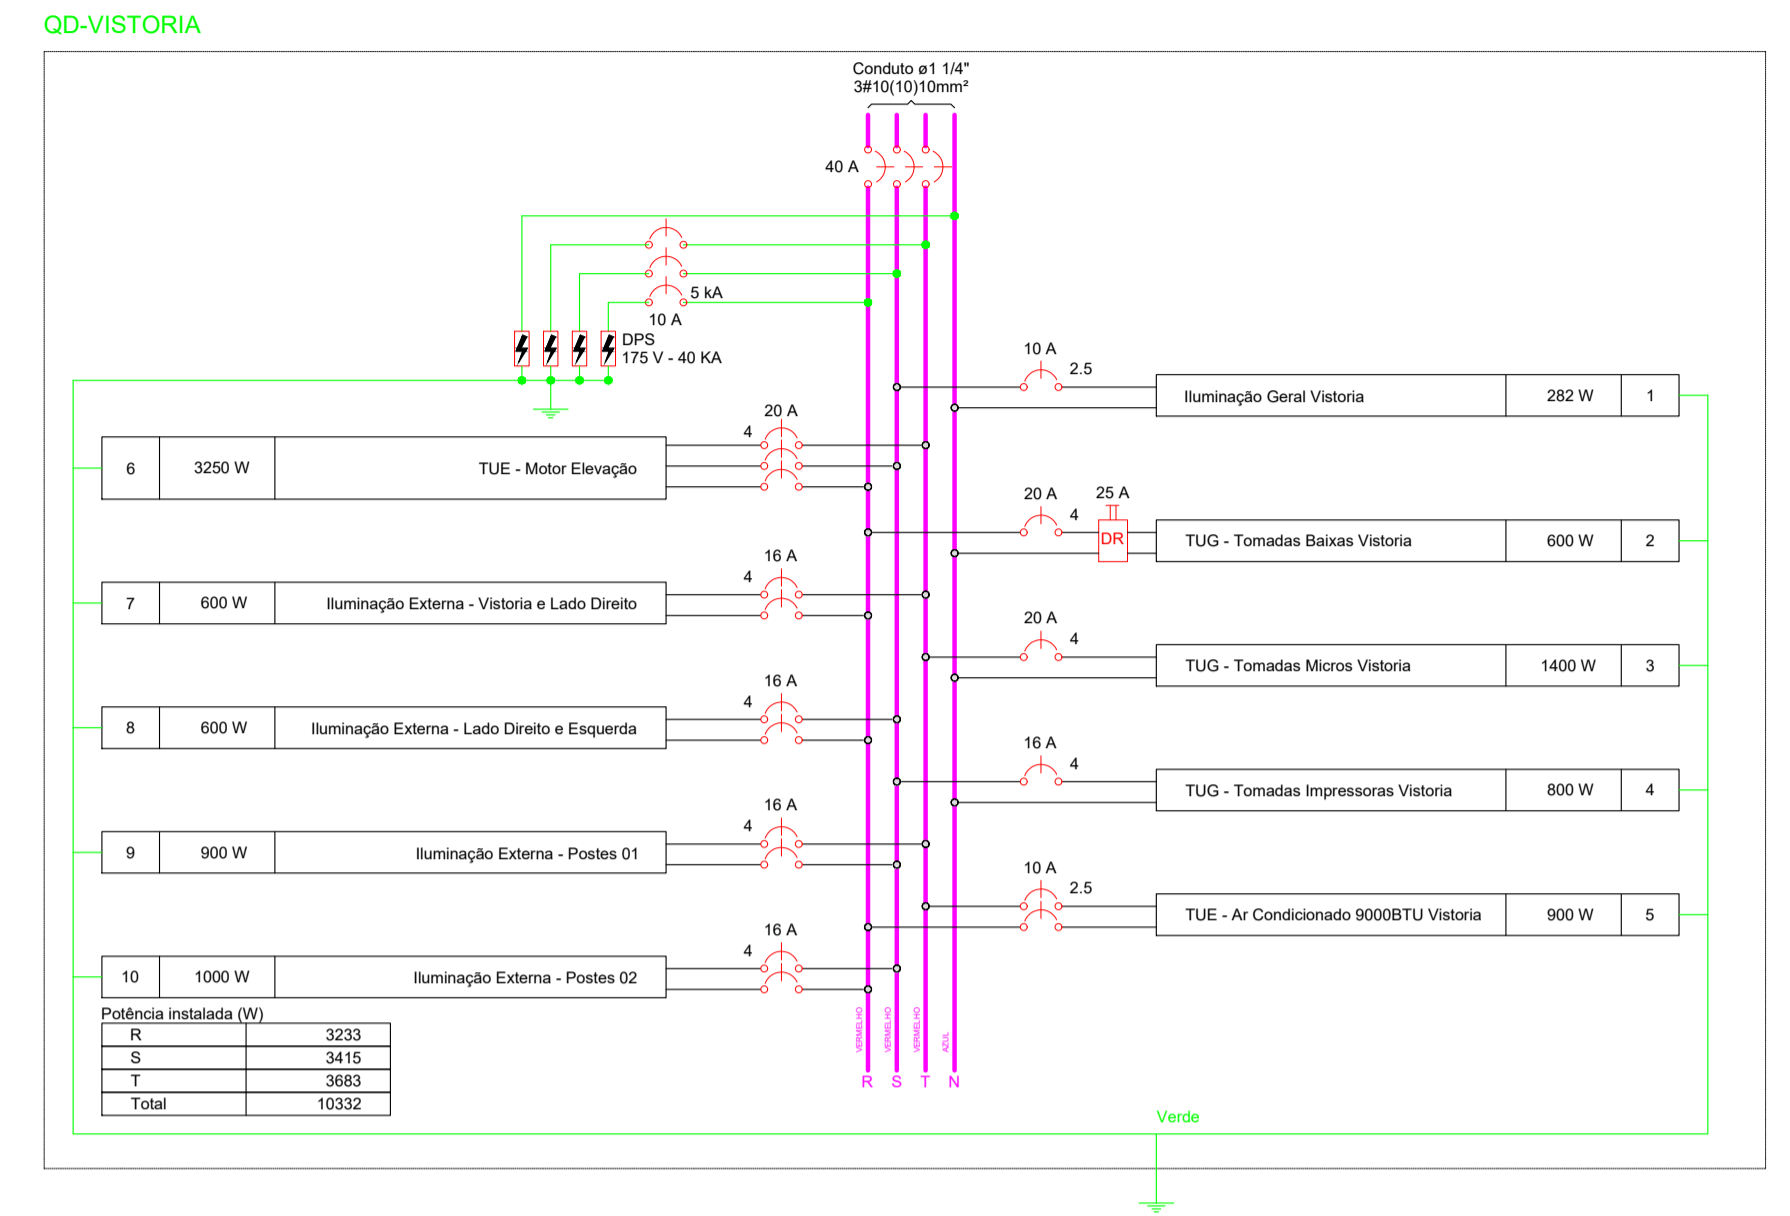 QD-VISTORIA
Conduto ø1 1/4"
3#10(10)10mm²
40 A
5 kA
10 A
DPS
175 V - 40 KA
10 A
2.5
Iluminação Geral Vistoria 282 W 1
20 A
4
6 3250 W TUE - Motor Elevação
20 A
4
25 A
DR
TUG - Tomadas Baixas Vistoria 600 W 2
16 A
4
7 600 W Iluminação Externa - Vistoria e Lado Direito
20 A
4
TUG - Tomadas Micros Vistoria 1400 W 3
16 A
4
8 600 W Iluminação Externa - Lado Direito e Esquerda
16 A
4
TUG - Tomadas Impressoras Vistoria 800 W 4
16 A
4
9 900 W Iluminação Externa - Postes 01
10 A
2.5
TUE - Ar Condicionado 9000BTU Vistoria 900 W 5
16 A
4
10 1000 W Iluminação Externa - Postes 02
Potência instalada (W)
R 3233
S 3415
T 3683
Total 10332
VERMELHO
VERMELHO
VERMELHO
AZUL
R S T N
Verde